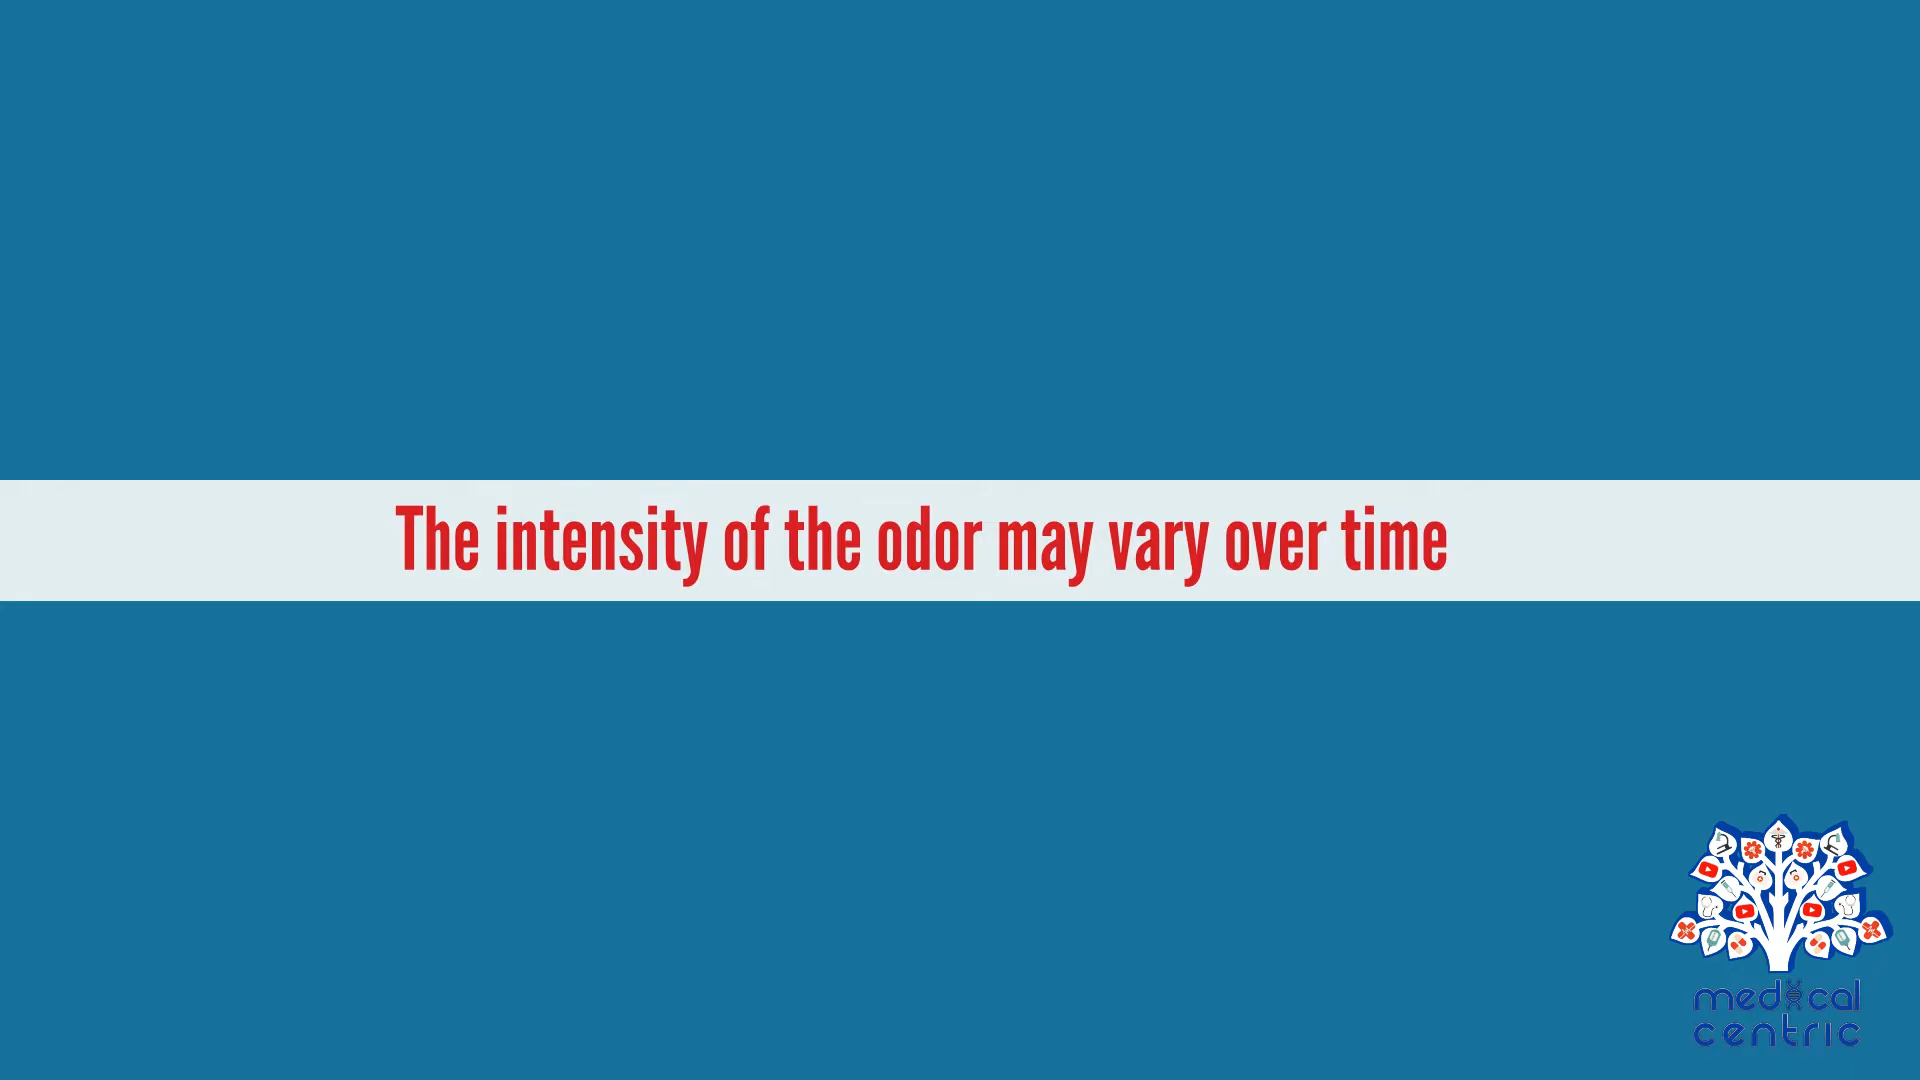 The intensity of the odor may vary over time
medical
centric